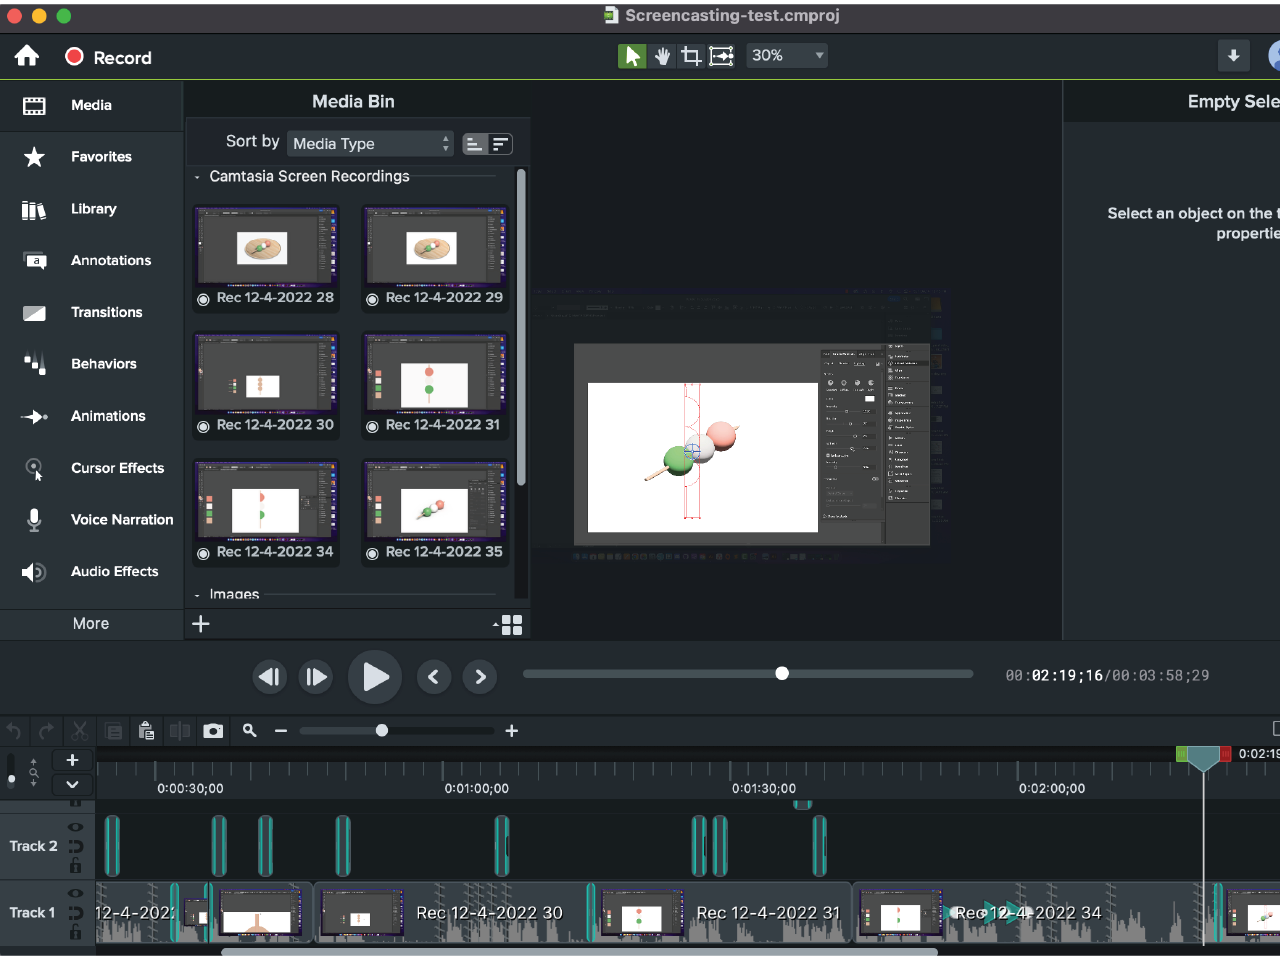 Screencasting-test.cmproj
Record
30%
Media
Favorites
Library
Annotations
Transitions
Behaviors
Animations
Cursor Effects
Voice Narration
Audio Effects
More
Media Bin
Sort by
Media Type
Camtasia Screen Recordings
Rec 12-4-2022 28
Rec 12-4-2022 29
Rec 12-4-2022 30
Rec 12-4-2022 31
Rec 12-4-2022 34
Rec 12-4-2022 35
Images
Empty Sele
Select an object on the t
propertie
00:02:19;16/00:03:58;29
0:02:19
0:00:30;00
0:01:00;00
0:01:30;00
0:02:00;00
Track 2
Track 1
12-4-202
Rec 12-4-2022 30
Rec 12-4-2022 31
Rec 12-4-2022 34